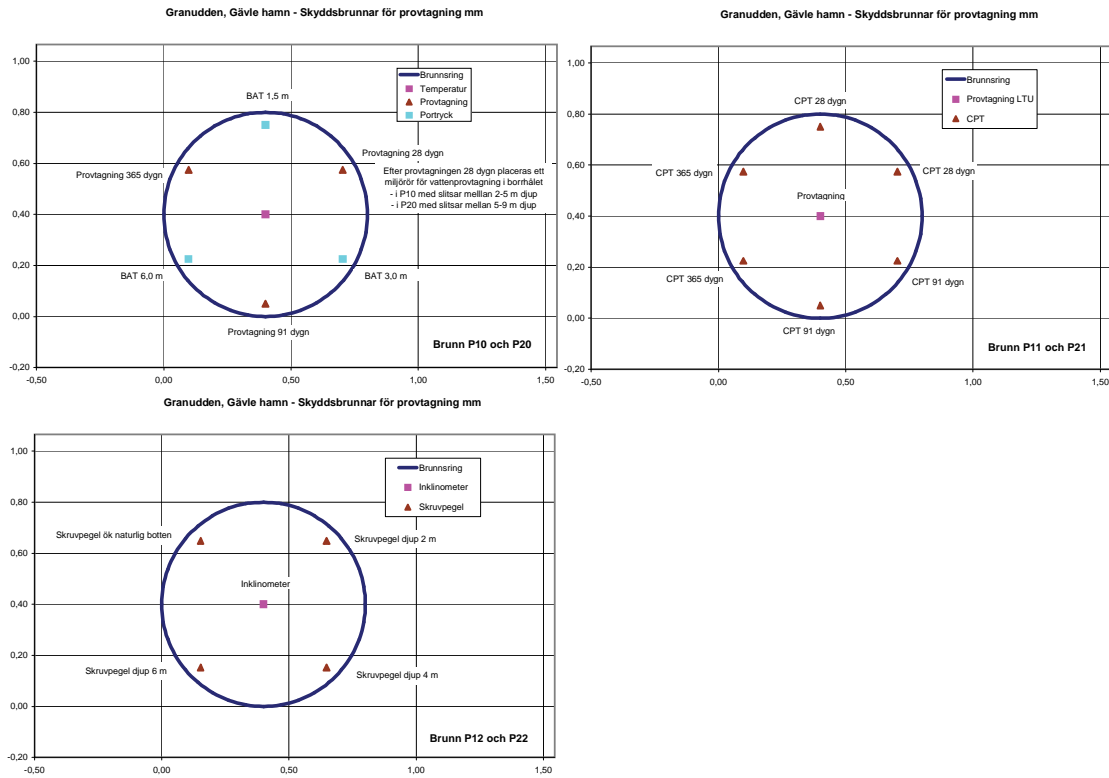 Granudden, Gävle hamn - Skyddsbrunnar för provtagning mm
1,00
0,80
0,60
0,40
0,20
0,00
-0,20
-0,50
0,00
0,50
1,00
1,50
Brunnsring
Temperatur
Provtagning
Portryck
BAT 1,5 m
Provtagning 28 dygn
Provtagning 365 dygn
Efter provtagningen 28 dygn placeras ett
miljörör för vattenprovtagning i borrhålet
- i P10 med slitsar melllan 2-5 m djup
- i P20 med slitsar mellan 5-9 m djup
BAT 6,0 m
BAT 3,0 m
Provtagning 91 dygn
Brunn P10 och P20
Granudden, Gävle hamn - Skyddsbrunnar för provtagning mm
1,00
0,80
0,60
0,40
0,20
0,00
-0,20
-0,50
0,00
0,50
1,00
1,50
Brunnsring
Provtagning LTU
CPT
CPT 28 dygn
CPT 365 dygn
CPT 28 dygn
Provtagning
CPT 365 dygn
CPT 91 dygn
CPT 91 dygn
Brunn P11 och P21
Granudden, Gävle hamn - Skyddsbrunnar för provtagning mm
1,00
0,80
0,60
0,40
0,20
0,00
-0,20
-0,50
0,00
0,50
1,00
1,50
Brunnsring
Inklinometer
Skruvpegel
Skruvpegel ök naturlig botten
Skruvpegel djup 2 m
Inklinometer
Skruvpegel djup 6 m
Skruvpegel djup 4 m
Brunn P12 och P22